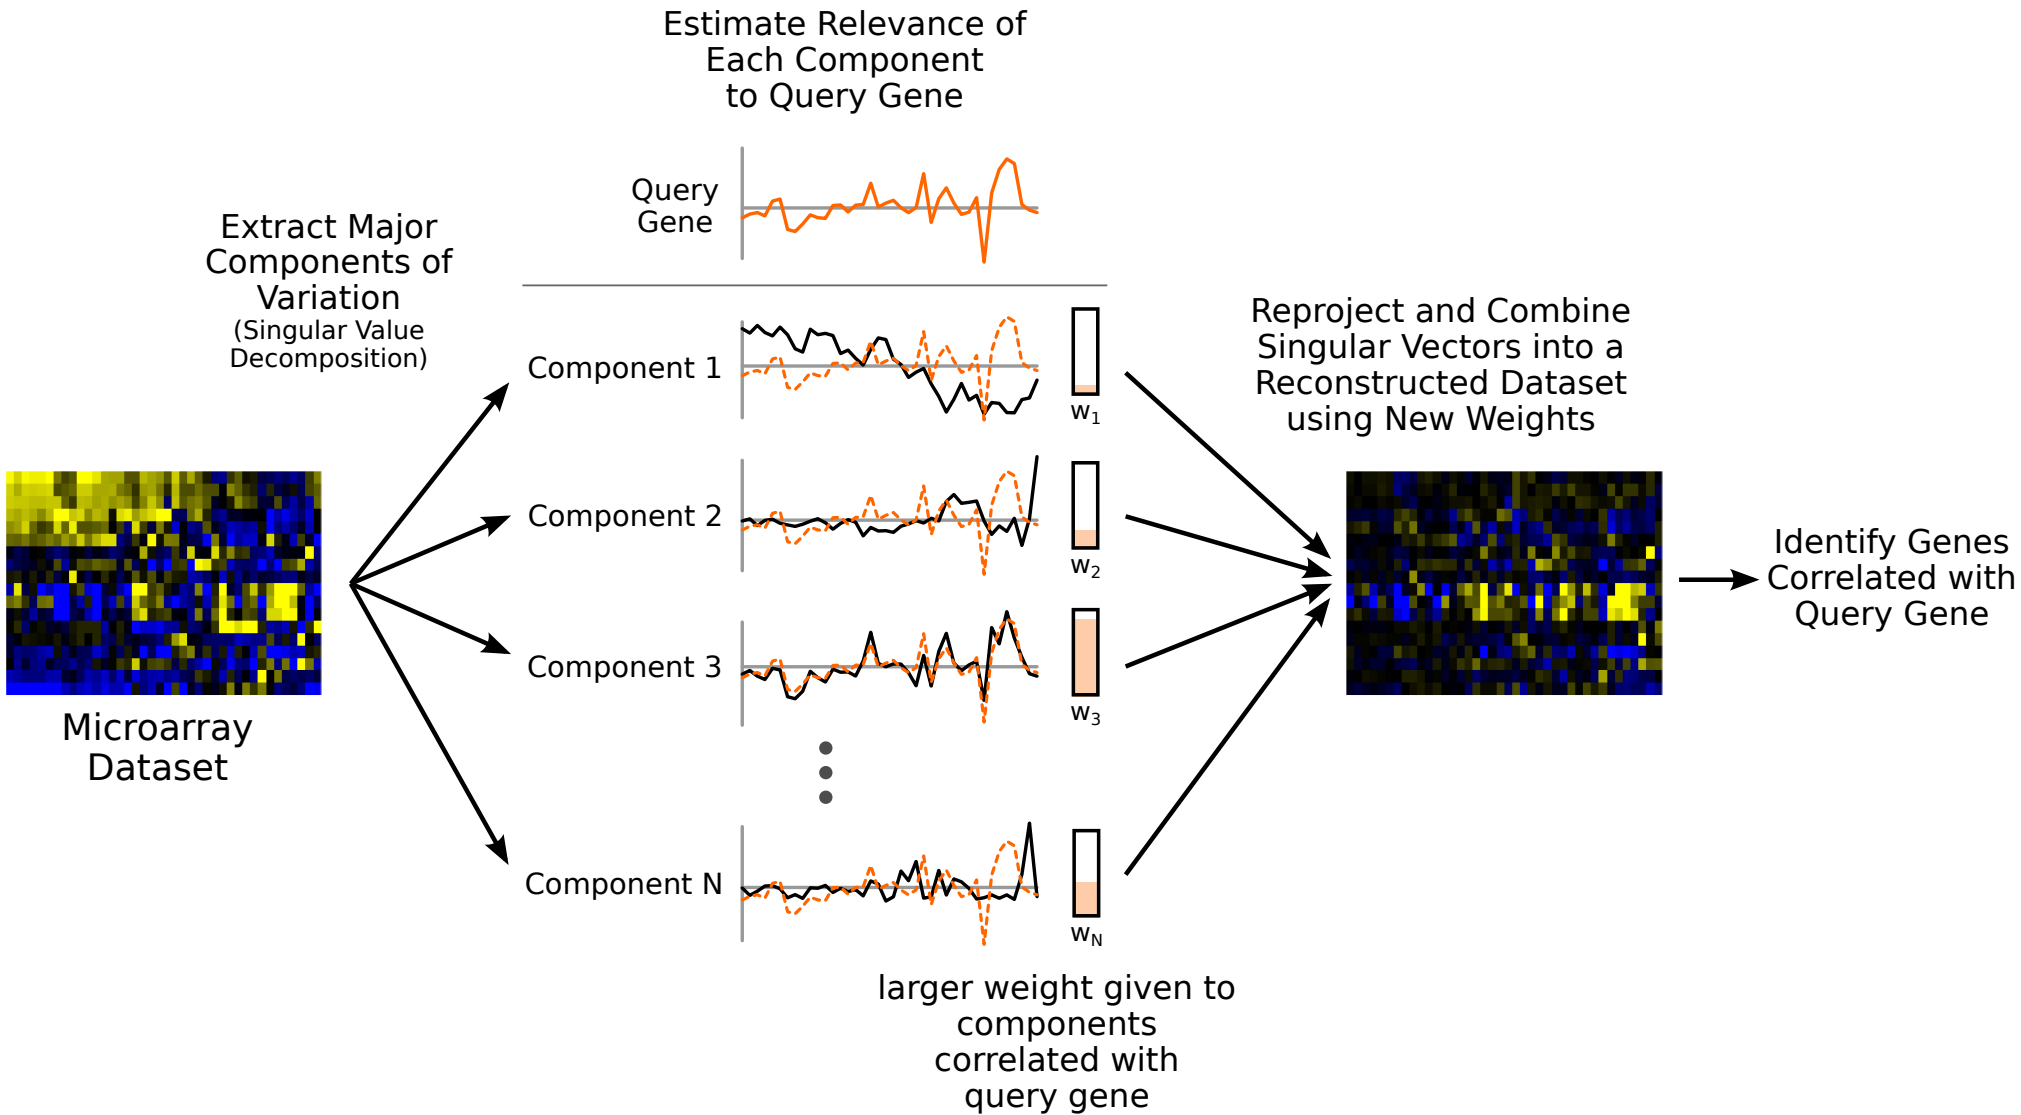 Estimate Relevance of
Each Component
to Query Gene
Query
Gene
Extract Major
Components of
Variation
(Singular Value
Decomposition)
Microarray
Dataset
Component 1
w1
Component 2
w2
Component 3
w3
Component N
wN
larger weight given to
components
correlated with
query gene
Reproject and Combine
Singular Vectors into a
Reconstructed Dataset
using New Weights
Identify Genes
Correlated with
Query Gene